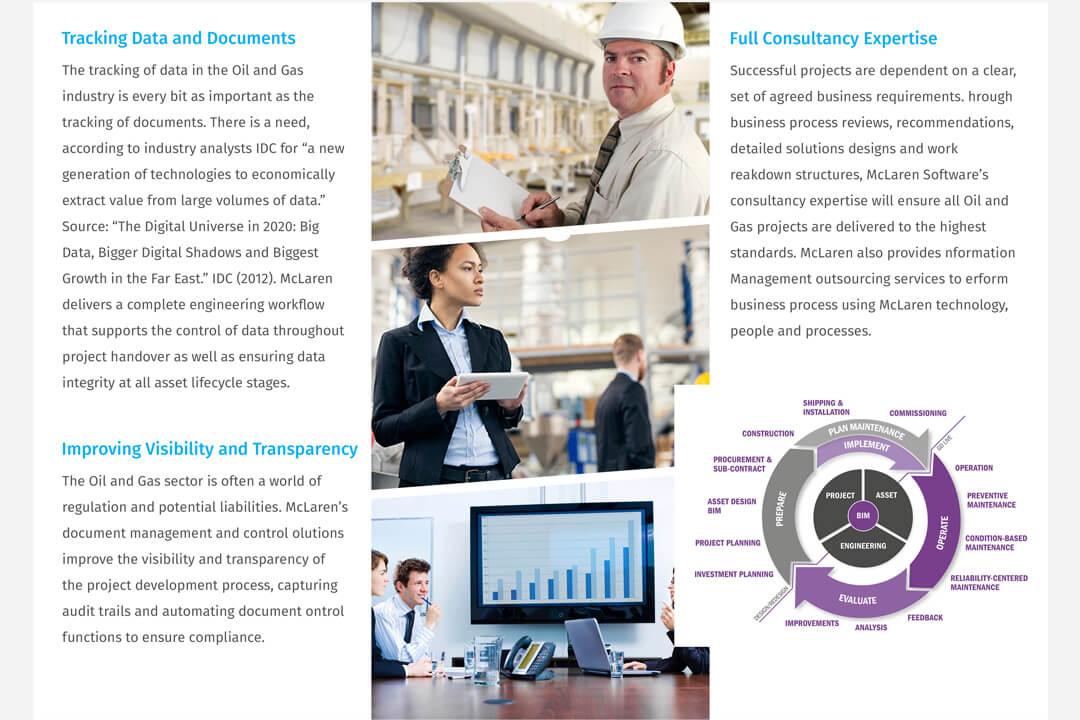 Tracking Data and Documents
The tracking of data in the Oil and Gas
industry is every bit as important as the
tracking of documents. There is a need,
according to industry analysts IDC for “a new
generation of technologies to economically
extract value from large volumes of data.”
Source: “The Digital Universe in 2020: Big
Data, Bigger Digital Shadows and Biggest
Growth in the Far East.” IDC (2012). McLaren
delivers a complete engineering workflow
that supports the control of data throughout
project handover as well as ensuring data
integrity at all asset lifecycle stages.
Improving Visibility and Transparency
The Oil and Gas sector is often a world of
regulation and potential liabilities. McLaren’s
document management and control olutions
improve the visibility and transparency of
the project development process, capturing
audit trails and automating document ontrol
functions to ensure compliance.
Full Consultancy Expertise
Successful projects are dependent on a clear,
set of agreed business requirements. hrough
business process reviews, recommendations,
detailed solutions designs and work
reakdown structures, McLaren Software’s
consultancy expertise will ensure all Oil and
Gas projects are delivered to the highest
standards. McLaren also provides nformation
Management outsourcing services to erform
business process using McLaren technology,
people and processes.
SHIPPING &
INSTALLATION
COMMISSIONING
CONSTRUCTION
PLAN MAINTENANCE
IMPLEMENT
GO LIVE
PROCUREMENT &
SUB-CONTRACT
OPERATION
ASSET DESIGN
BIM
PREPARE
PROJECT
ASSET
BIM
ENGINEERING
OPERATE
PREVENTIVE
MAINTENANCE
PROJECT PLANNING
CONDITION-BASED
MAINTENANCE
INVESTMENT PLANNING
RELIABILITY-CENTERED
MAINTENANCE
DESIGN/REDESIGN
EVALUATE
IMPROVEMENTS
ANALYSIS
FEEDBACK